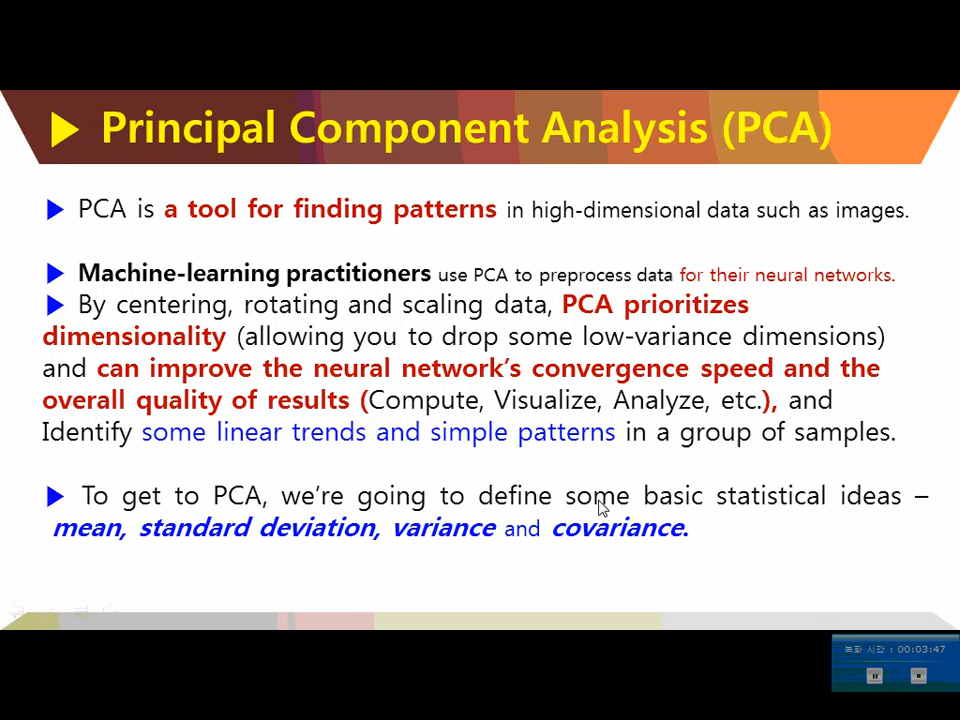 Principal Component Analysis (PCA)
PCA is a tool for finding patterns in high-dimensional data such as images.
Machine-learning practitioners use PCA to preprocess data for their neural networks.
By centering, rotating and scaling data, PCA prioritizes
dimensionality (allowing you to drop some low-variance dimensions)
and can improve the neural network's convergence speed and the
overall quality of results (Compute, Visualize, Analyze, etc.), and
Identify some linear trends and simple patterns in a group of samples.
To get to PCA, we're going to define some basic statistical ideas –
mean, standard deviation, variance and covariance.
녹화 시간 : 00:03:47